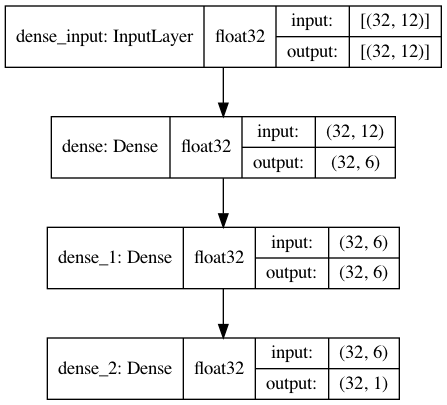 dense_input: InputLayer float32 input: [(32, 12)]
output: [(32, 12)]
dense: Dense float32 input: (32, 12)
output: (32, 6)
dense_1: Dense float32 input: (32, 6)
output: (32, 6)
dense_2: Dense float32 input: (32, 6)
output: (32, 1)